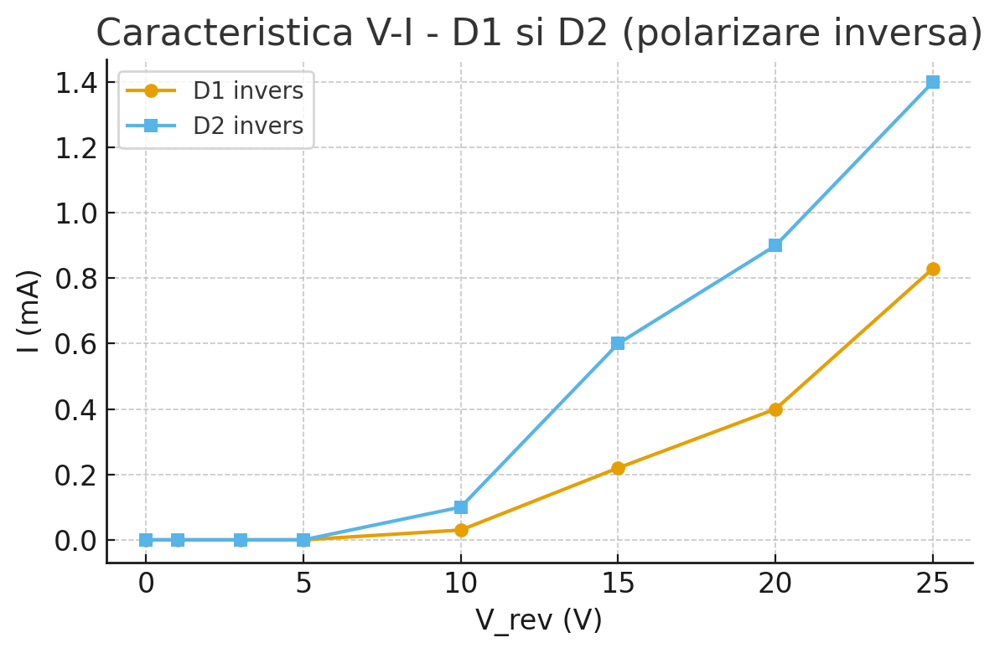 Caracteristica V-I - D1 si D2 (polarizare inversa)
D1 invers
D2 invers
1.4
1.2
1.0
0.8
0.6
0.4
0.2
0.0
I (mA)
0 5 10 15 20 25
V_rev (V)